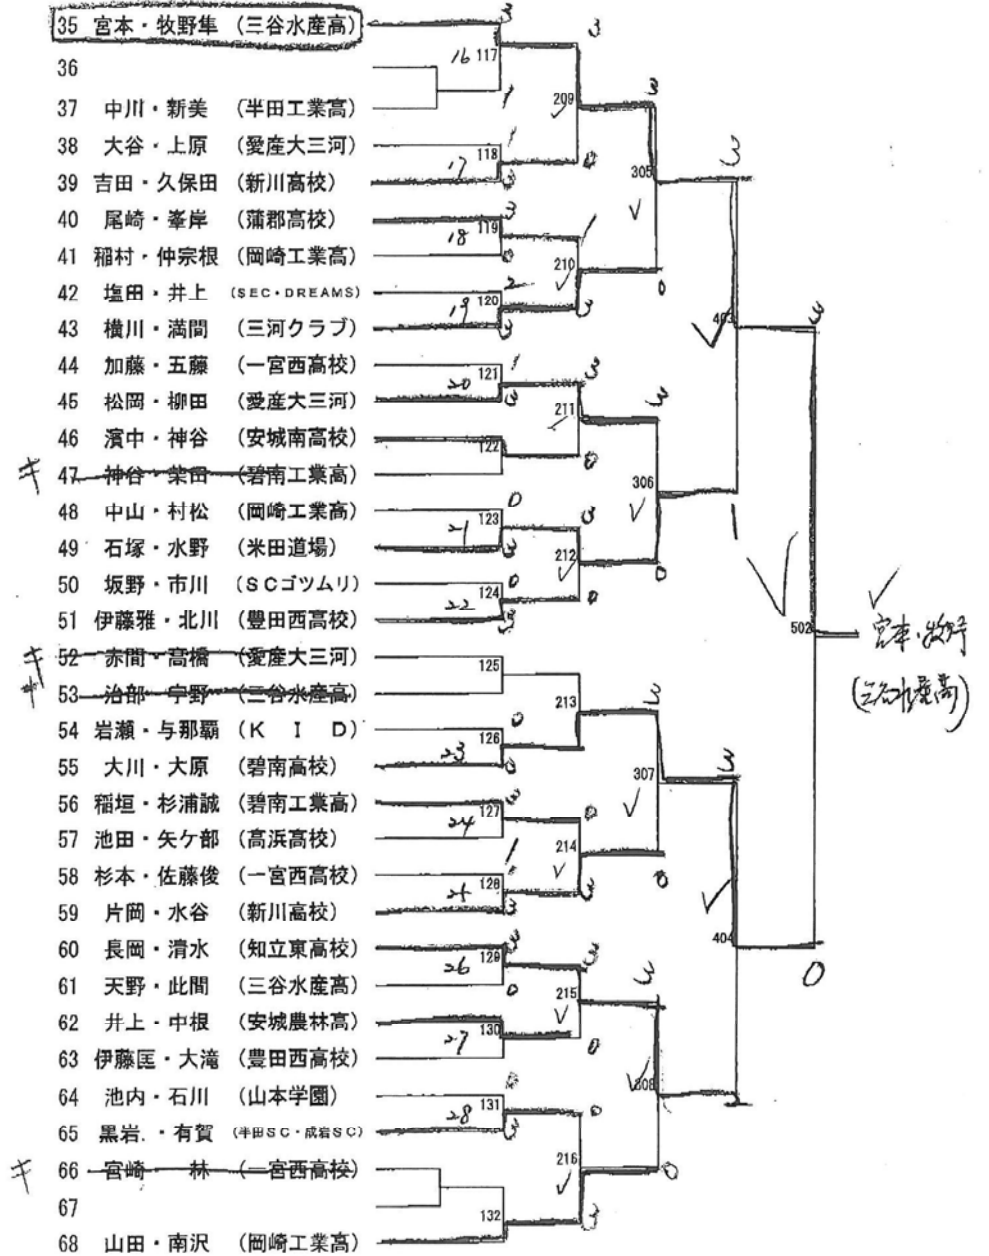 35 宮本・牧野隼 (三谷水産高)
36
37 中川・新美 (半田工業高)
38 大谷・上原 (愛産大三河)
39 吉田・久保田 (新川高校)
40 尾崎・峯岸 (蒲郡高校)
41 稲村・仲宗根 (岡崎工業高)
42 塩田・井上 (SEC・DREAMS)
43 横川・満間 (三河クラブ)
44 加藤・五藤 (一宮西高校)
45 松岡・柳田 (愛産大三河)
46 濱中・神谷 (安城南高校)
キ 47 神谷・柴田 (碧南工業高)
48 中山・村松 (岡崎工業高)
49 石塚・水野 (米田道場)
50 坂野・市川 (SCゴツムリ)
51 伊藤雅・北川 (豊田西高校)
キ 52 赤間・高橋 (愛産大三河)
キ 53 治部・宇野 (三谷水産高)
54 岩瀬・与那覇 (K I D)
55 大川・大原 (碧南高校)
56 稲垣・杉浦誠 (碧南工業高)
57 池田・矢ケ部 (高浜高校)
58 杉本・佐藤俊 (一宮西高校)
59 片岡・水谷 (新川高校)
60 長岡・清水 (知立東高校)
61 天野・此間 (三谷水産高)
62 井上・中根 (安城農林高)
63 伊藤匡・大滝 (豊田西高校)
64 池内・石川 (山本学園)
65 黒岩.・有賀 (半田SC・成岩SC)
キ 66 宮崎 林 (一宮西高校)
67
68 山田・南沢 (岡崎工業高)
16 117
17 118
18 119
19 120
20 121
122
21 123
22 124
125
23 126
24 127
25 128
26 129
27 130
28 131
132
209
210
211
212
213
214
215
216
305
306
307
308
403
404
502
宮本・牧野
(三谷水産高)